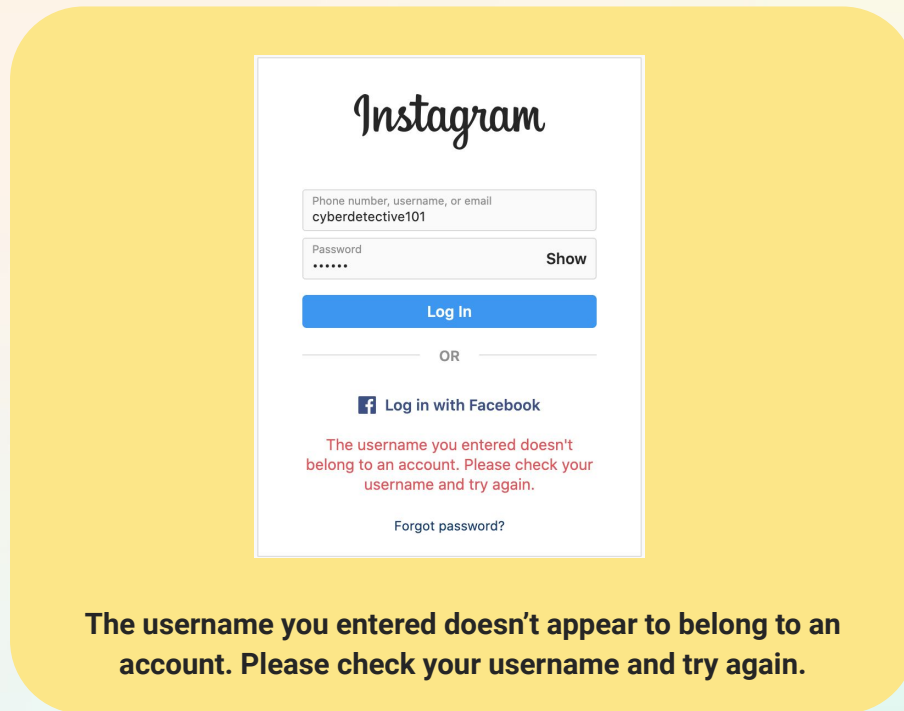 Instagram
Phone number, username, or email
cyberdetective101
Password
••••••
Show
Log In
OR
Log in with Facebook
The username you entered doesn't
belong to an account. Please check your
username and try again.
Forgot password?
The username you entered doesn’t appear to belong to an
account. Please check your username and try again.